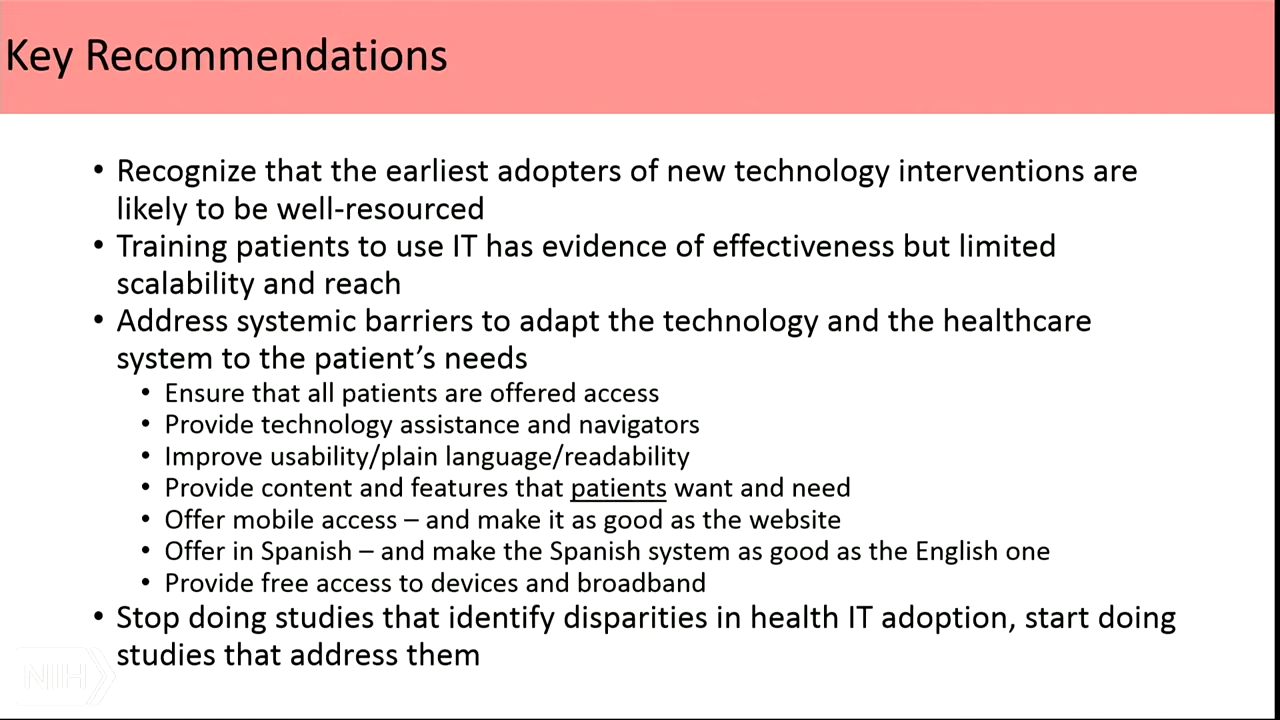 Key Recommendations
• Recognize that the earliest adopters of new technology interventions are
likely to be well-resourced
• Training patients to use IT has evidence of effectiveness but limited
scalability and reach
• Address systemic barriers to adapt the technology and the healthcare
system to the patient’s needs
• Ensure that all patients are offered access
• Provide technology assistance and navigators
• Improve usability/plain language/readability
• Provide content and features that patients want and need
• Offer mobile access – and make it as good as the website
• Offer in Spanish – and make the Spanish system as good as the English one
• Provide free access to devices and broadband
• Stop doing studies that identify disparities in health IT adoption, start doing
studies that address them
NIH